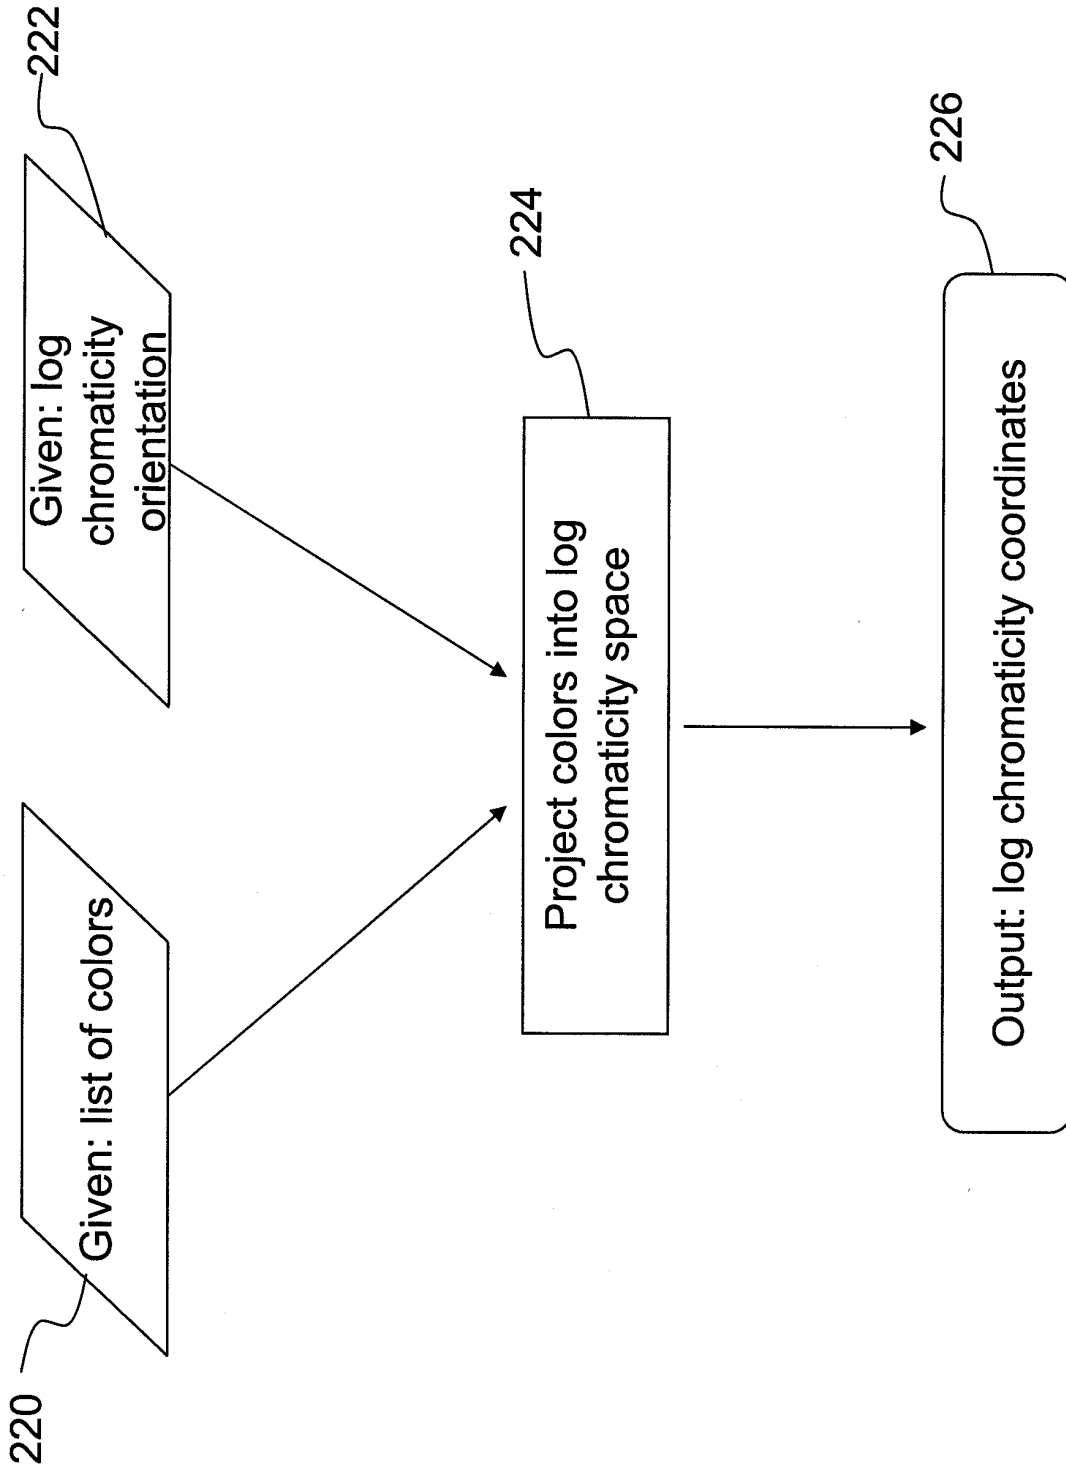 220
Given: list of colors
Given: log
chromaticity
orientation
222
Project colors into log
chromaticity space
224
Output: log chromaticity coordinates
226